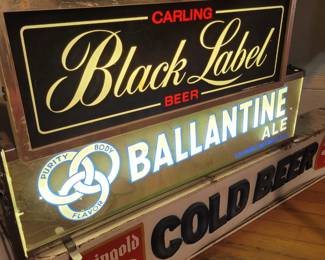 CARLING
Black Label
BEER
PURITY
BODY
FLAVOR
BALLANTINE
ALE
COLD BEER